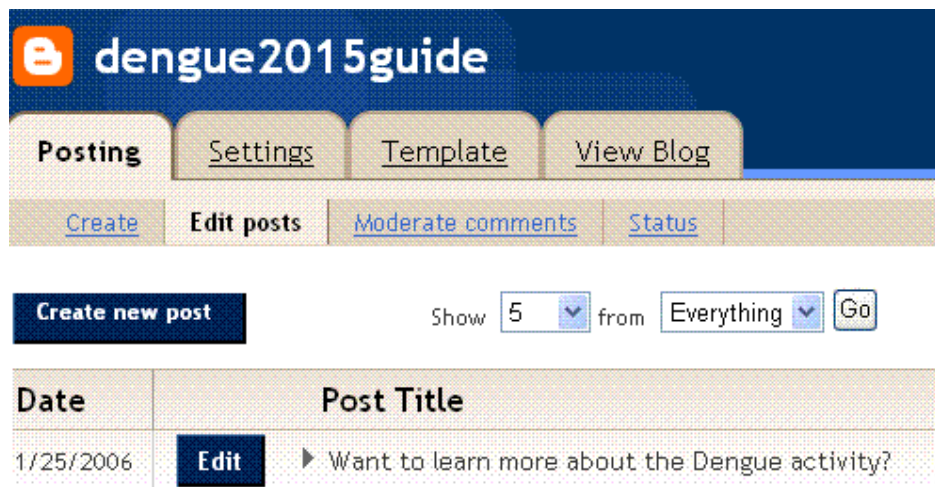 dengue2015guide
Posting Settings Template View Blog
Create Edit posts Moderate comments Status
Create new post Show 5 from Everything Go
Date Post Title
1/25/2006 Edit Want to learn more about the Dengue activity?